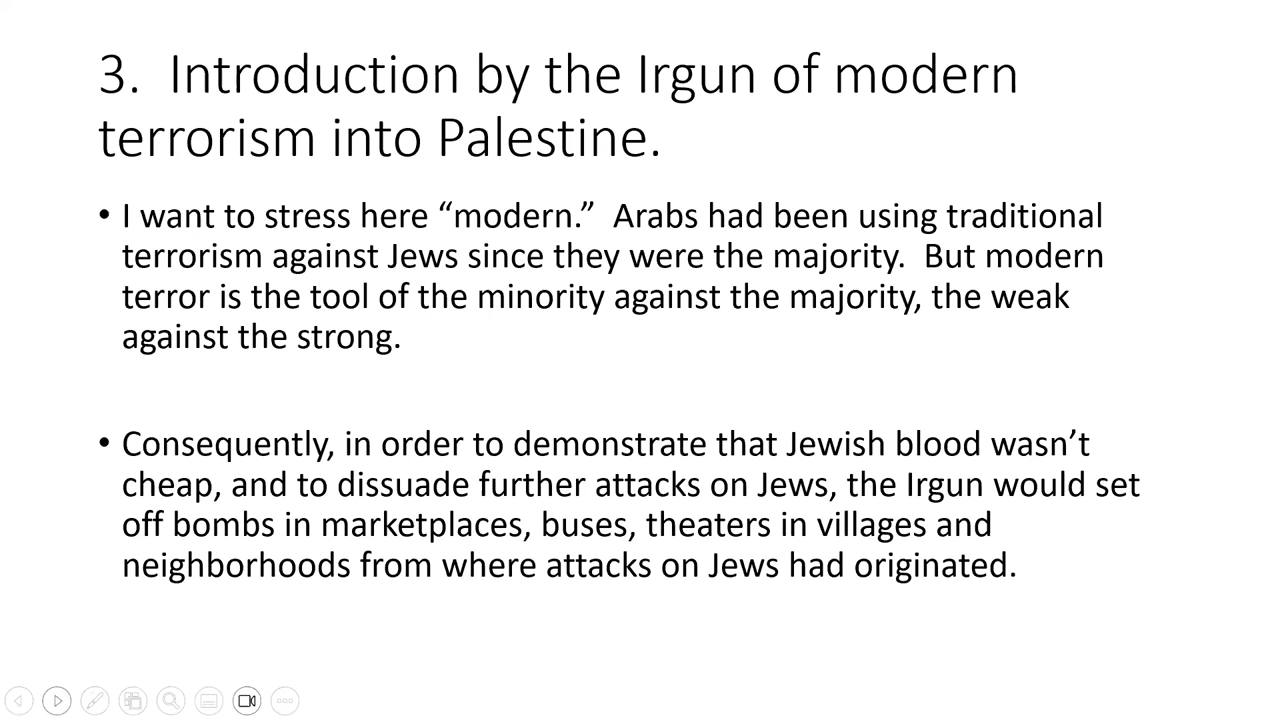 3.  Introduction by the Irgun of modern
terrorism into Palestine.
• I want to stress here “modern.”  Arabs had been using traditional
terrorism against Jews since they were the majority.  But modern
terror is the tool of the minority against the majority, the weak
against the strong.
• Consequently, in order to demonstrate that Jewish blood wasn’t
cheap, and to dissuade further attacks on Jews, the Irgun would set
off bombs in marketplaces, buses, theaters in villages and
neighborhoods from where attacks on Jews had originated.